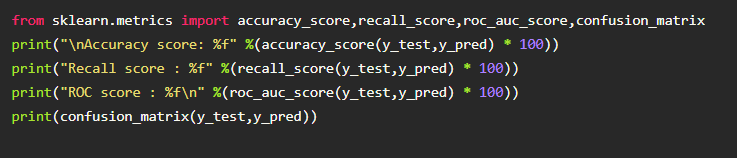 from sklearn.metrics import accuracy_score,recall_score,roc_auc_score,confusion_matrix
print("\nAccuracy score: %f" %(accuracy_score(y_test,y_pred) * 100))
print("Recall score : %f" %(recall_score(y_test,y_pred) * 100))
print("ROC score : %f\n" %(roc_auc_score(y_test,y_pred) * 100))
print(confusion_matrix(y_test,y_pred))